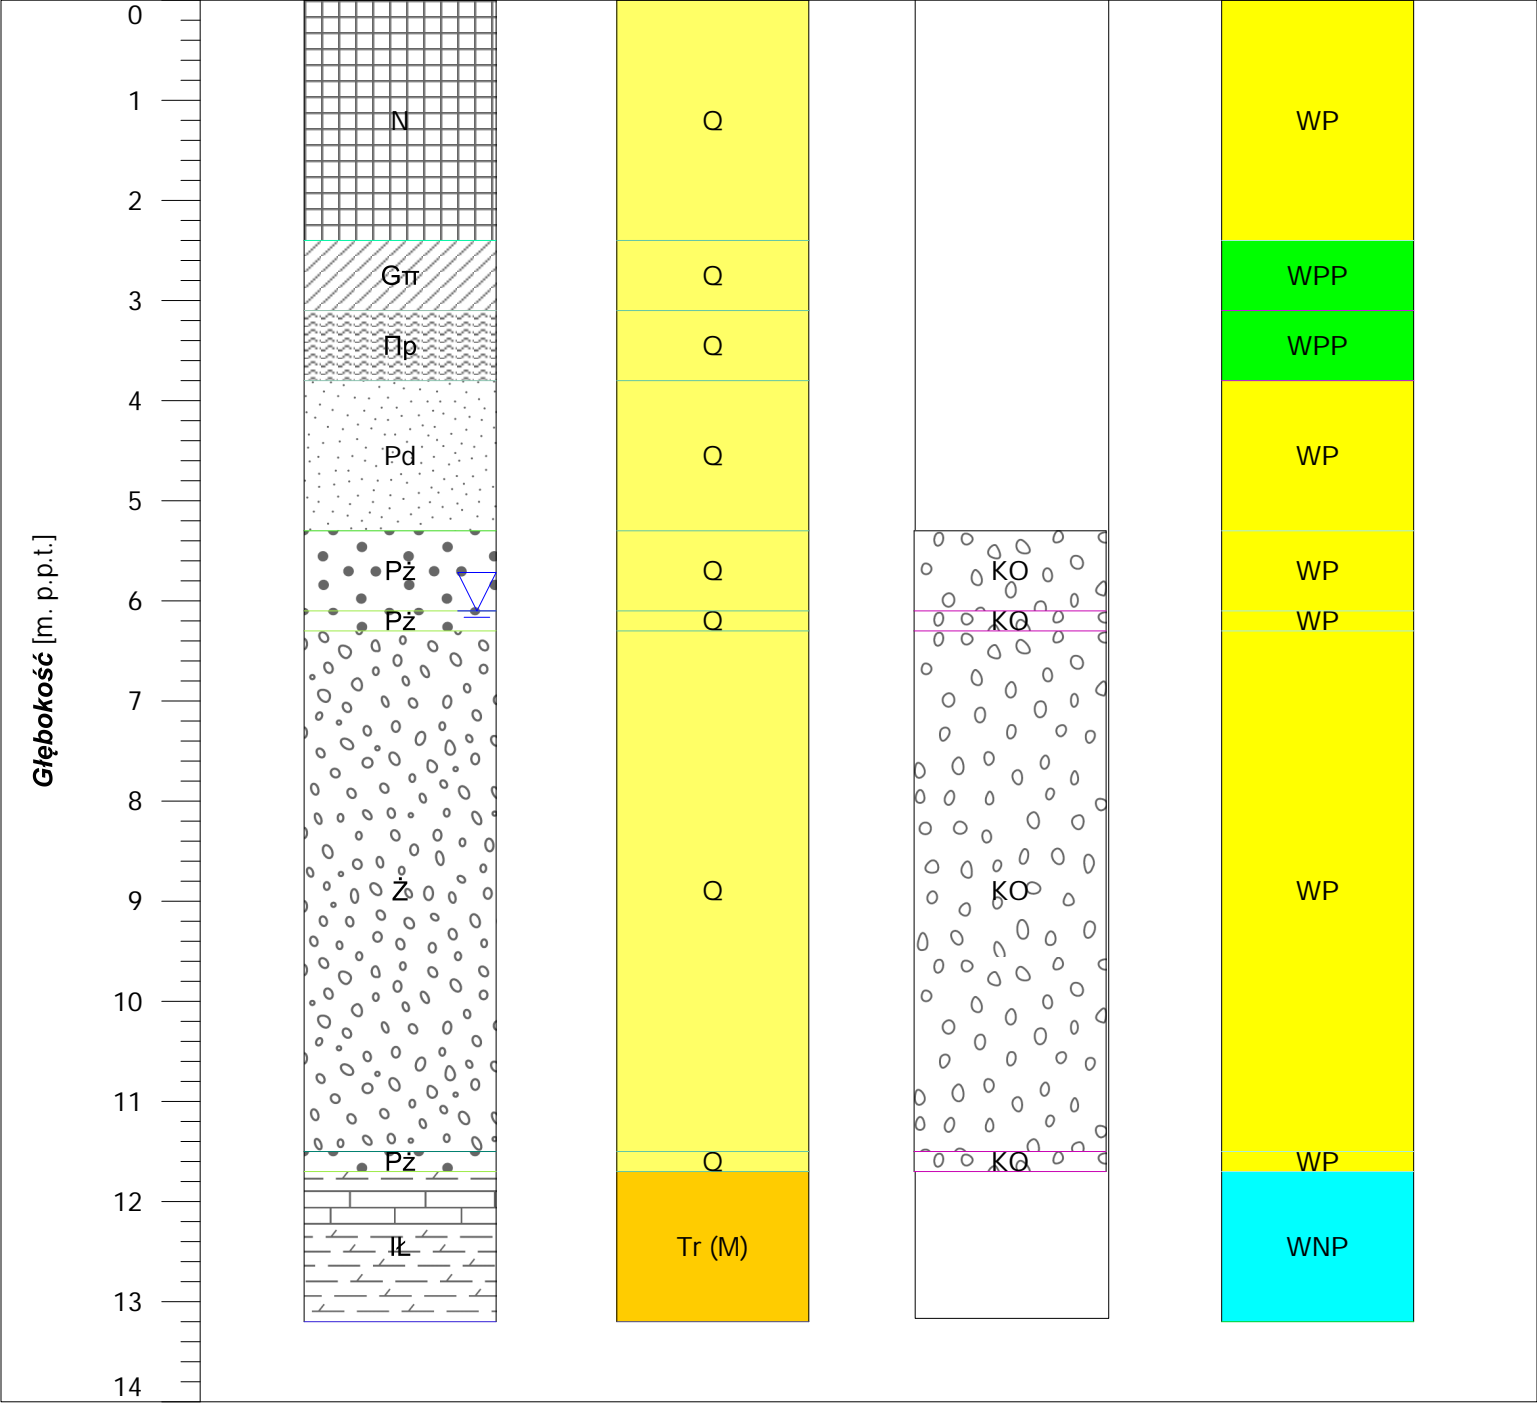 0
1
2
3
4
5
6
7
8
9
10
11
12
13
14
Głębokość [m. p.p.t.]
N
Gπ
Πp
Pd
Pż
Pż
Ż
Pż
IŁ
Q
Q
Q
Q
Q
Q
Q
Q
Tr (M)
KO
KO
KO
KO
WP
WPP
WPP
WP
WP
WP
WP
WP
WNP